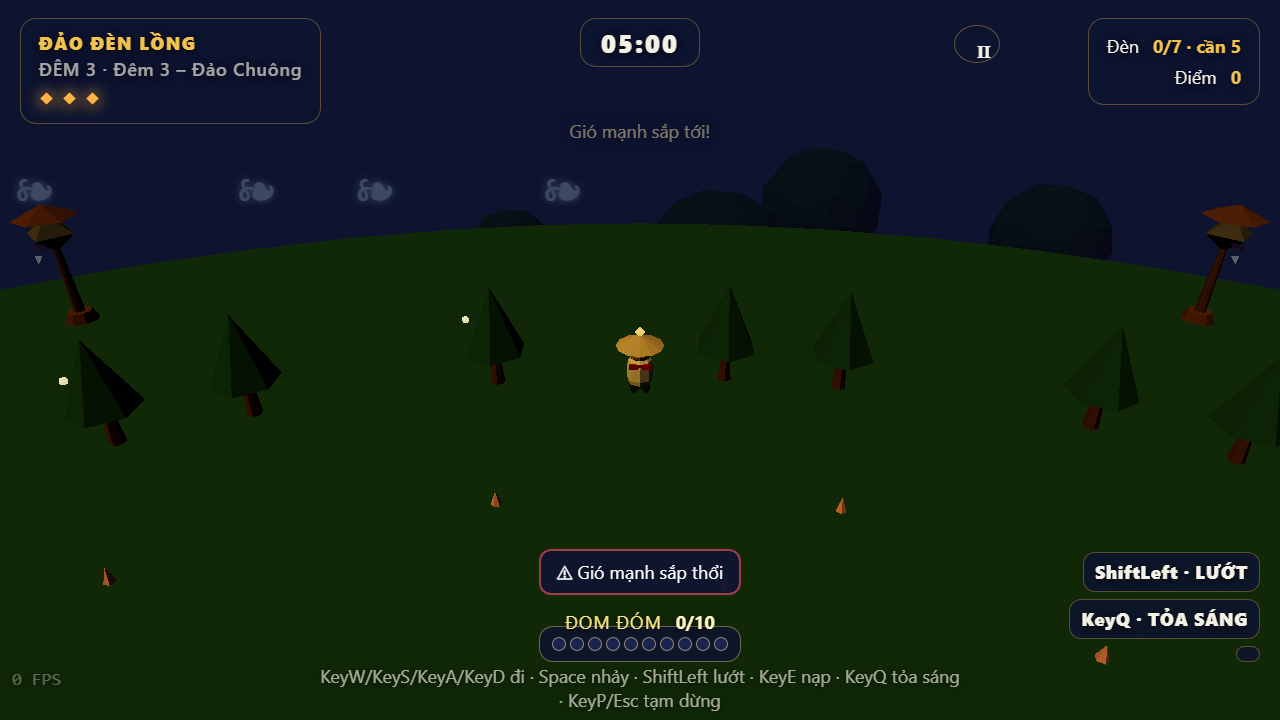 ĐẢO ĐÈN LỒNG
ĐÊM 3 · Đêm 3 – Đảo Chuông
05:00
II
Đèn 0/7 · cần 5
Điểm 0
Gió mạnh sắp tới!
⚠ Gió mạnh sắp thổi
ĐOM ĐÓM 0/10
ShiftLeft · LƯỚT
KeyQ · TỎA SÁNG
0 FPS
KeyW/KeyS/KeyA/KeyD đi · Space nhảy · ShiftLeft lướt · KeyE nạp · KeyQ tỏa sáng
· KeyP/Esc tạm dừng